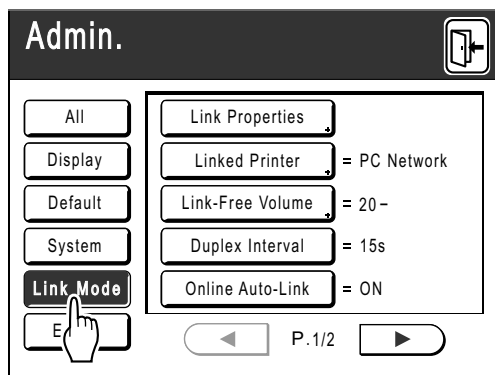 Admin.
All
Display
Default
System
Link Mode
Link Properties
Linked Printer = PC Network
Link-Free Volume = 20–
Duplex Interval = 15s
Online Auto-Link = ON
P.1/2